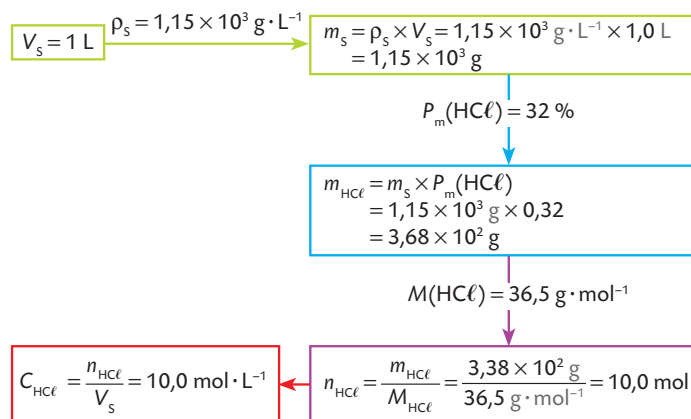 V_S = 1 L
ρ_S = 1,15 × 10³ g · L⁻¹
m_S = ρ_S × V_S = 1,15 × 10³ g · L⁻¹ × 1,0 L
= 1,15 × 10³ g
P_m(HCℓ) = 32 %
m_HCℓ = m_S × P_m(HCℓ)
= 1,15 × 10³ g × 0,32
= 3,68 × 10² g
M(HCℓ) = 36,5 g · mol⁻¹
C_HCℓ = n_HCℓ / V_S = 10,0 mol · L⁻¹
n_HCℓ = m_HCℓ / M_HCℓ = 3,38 × 10² g / 36,5 g · mol⁻¹ = 10,0 mol